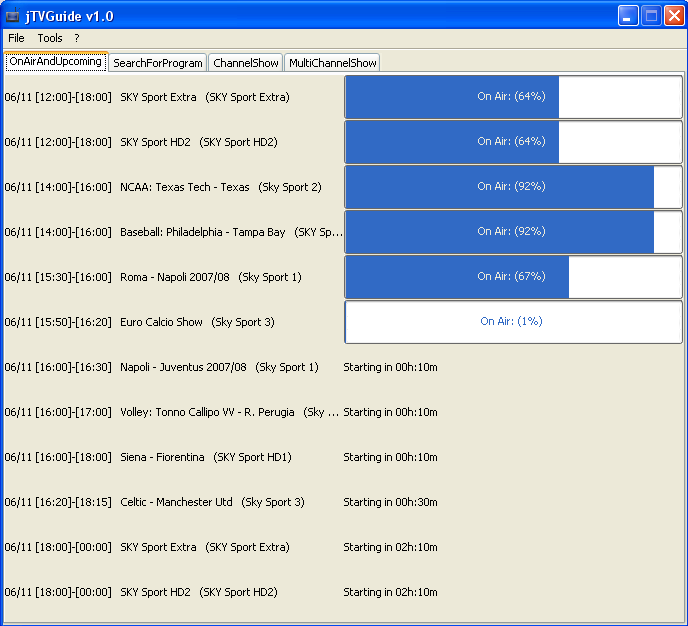 jTVGuide v1.0
File Tools ?
OnAirAndUpcoming SearchForProgram ChannelShow MultiChannelShow
06/11 [12:00]-[18:00] SKY Sport Extra (SKY Sport Extra) On Air: (64%)
06/11 [12:00]-[18:00] SKY Sport HD2 (SKY Sport HD2) On Air: (64%)
06/11 [14:00]-[16:00] NCAA: Texas Tech - Texas (Sky Sport 2) On Air: (92%)
06/11 [14:00]-[16:00] Baseball: Philadelphia - Tampa Bay (SKY Sp... On Air: (92%)
06/11 [15:30]-[16:00] Roma - Napoli 2007/08 (Sky Sport 1) On Air: (67%)
06/11 [15:50]-[16:20] Euro Calcio Show (Sky Sport 3) On Air: (1%)
06/11 [16:00]-[16:30] Napoli - Juventus 2007/08 (Sky Sport 1) Starting in 00h:10m
06/11 [16:00]-[17:00] Volley: Tonno Callipo VV - R. Perugia (Sky ... Starting in 00h:10m
06/11 [16:00]-[18:00] Siena - Fiorentina (SKY Sport HD1) Starting in 00h:10m
06/11 [16:20]-[18:15] Celtic - Manchester Utd (Sky Sport 3) Starting in 00h:30m
06/11 [18:00]-[00:00] SKY Sport Extra (SKY Sport Extra) Starting in 02h:10m
06/11 [18:00]-[00:00] SKY Sport HD2 (SKY Sport HD2) Starting in 02h:10m